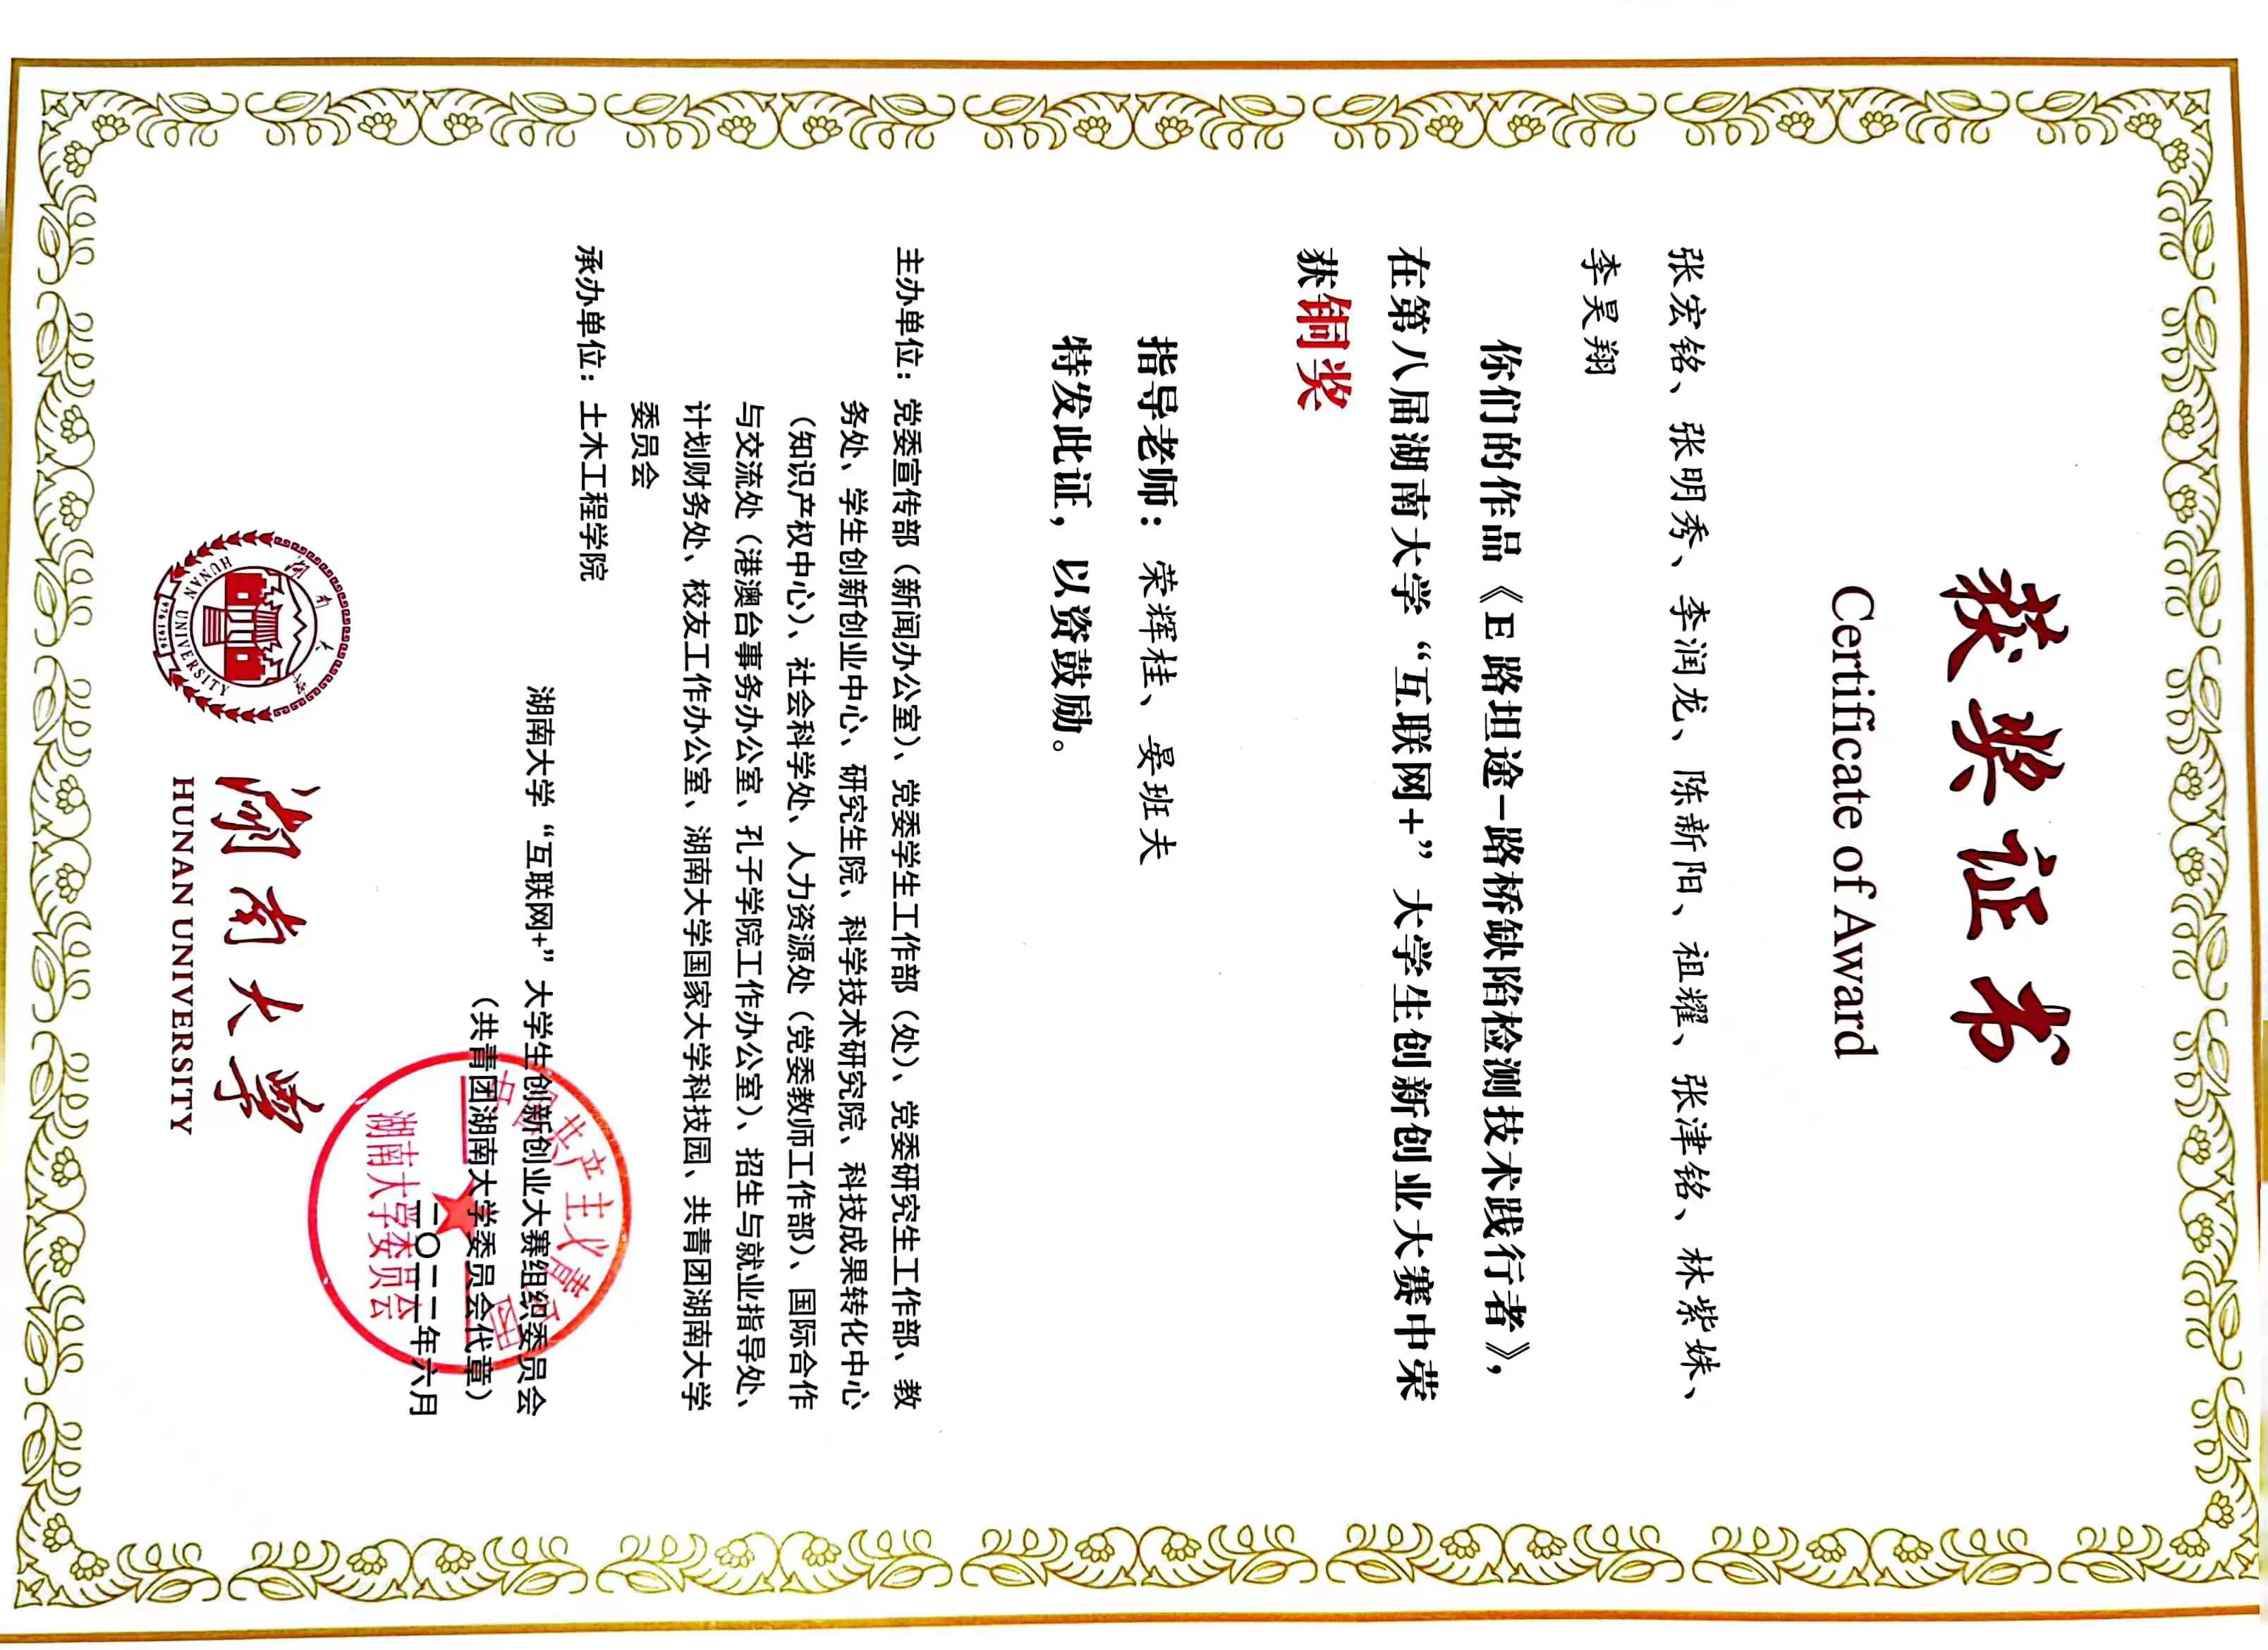 获奖证书
Certificate of Award
张宏铭、张明秀、李润龙、陈新阳、祖耀、张津铭、林紫姝、
李昊翔
你们的作品《E 路坦途—路桥缺陷检测技术践行者》，
在第八届湖南大学“互联网+”大学生创新创业大赛中荣
获铜奖
指导老师：荣辉桂、晏班夫
特发此证，以资鼓励。
主办单位：党委宣传部（新闻办公室）、党委学生工作部（处）、党委研究生工作部、教
务处、学生创新创业中心、研究生院、科学技术研究院、科技成果转化中心
（知识产权中心）、社会科学处、人力资源处（党委教师工作部）、国际合作
与交流处（港澳台事务办公室、孔子学院工作办公室）、招生与就业指导处、
计划财务处、校友工作办公室、湖南大学国家大学科技园、共青团湖南大学
委员会
承办单位：土木工程学院
湖南大学“互联网+”大学生创新创业大赛组织委员会
（共青团湖南大学委员会代章）
二〇二二年六月
中国共产主义青年团
湖南大学委员会
湖南大学
HUNAN UNIVERSITY
9761926
湖南大学
HUNAN UNIVERSITY